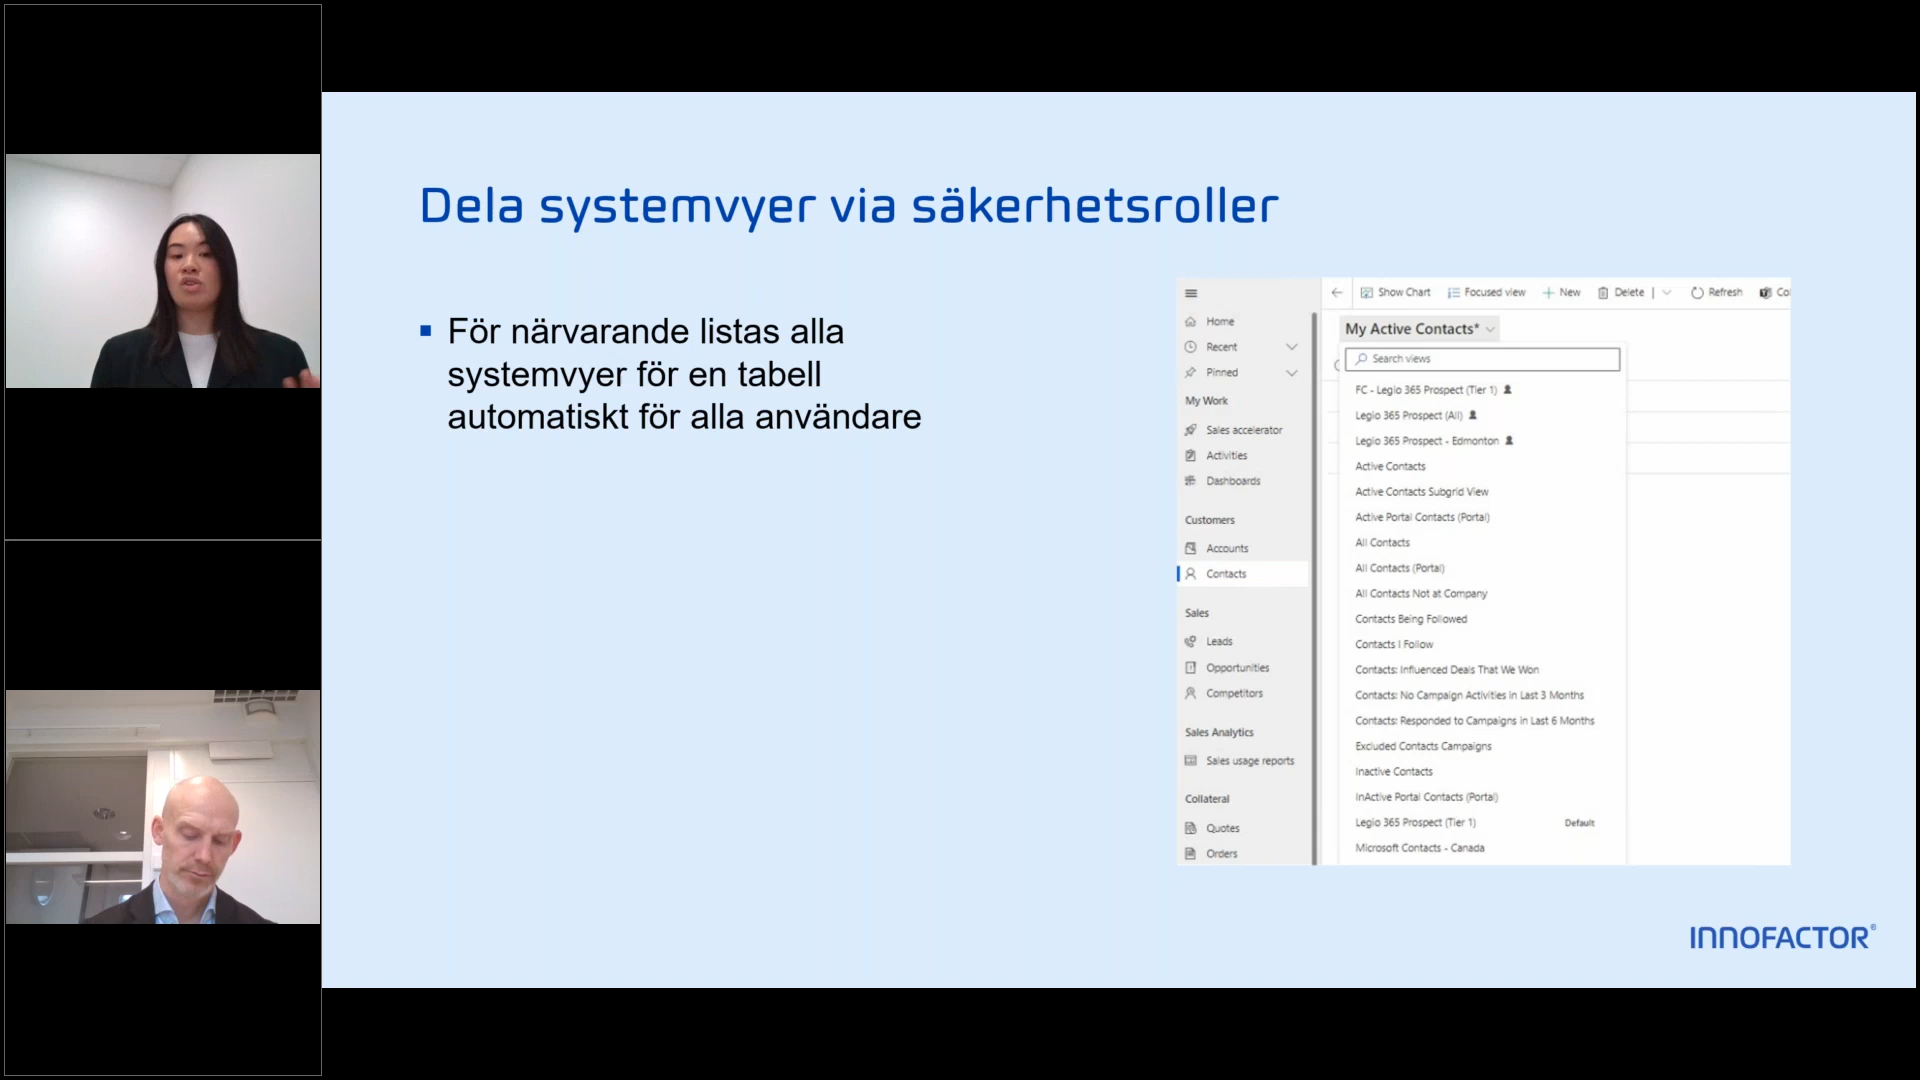 Dela systemvyer via säkerhetsroller
För närvarande listas alla
systemvyer för en tabell
automatiskt för alla användare
Home
Recent
Pinned
My Work
Sales accelerator
Activities
Dashboards
Customers
Accounts
Contacts
Sales
Leads
Opportunities
Competitors
Sales Analytics
Sales usage reports
Collateral
Quotes
Orders
Show Chart Focused view New Delete Refresh Co
My Active Contacts*
Search views
FC - Legio 365 Prospect (Tier 1)
Legio 365 Prospect (All)
Legio 365 Prospect - Edmonton
Active Contacts
Active Contacts Subgrid View
Active Portal Contacts (Portal)
All Contacts
All Contacts (Portal)
All Contacts Not at Company
Contacts Being Followed
Contacts I Follow
Contacts: Influenced Deals That We Won
Contacts: No Campaign Activities in Last 3 Months
Contacts: Responded to Campaigns in Last 6 Months
Excluded Contacts Campaigns
Inactive Contacts
InActive Portal Contacts (Portal)
Legio 365 Prospect (Tier 1) Default
Microsoft Contacts - Canada
INNOFACTOR®